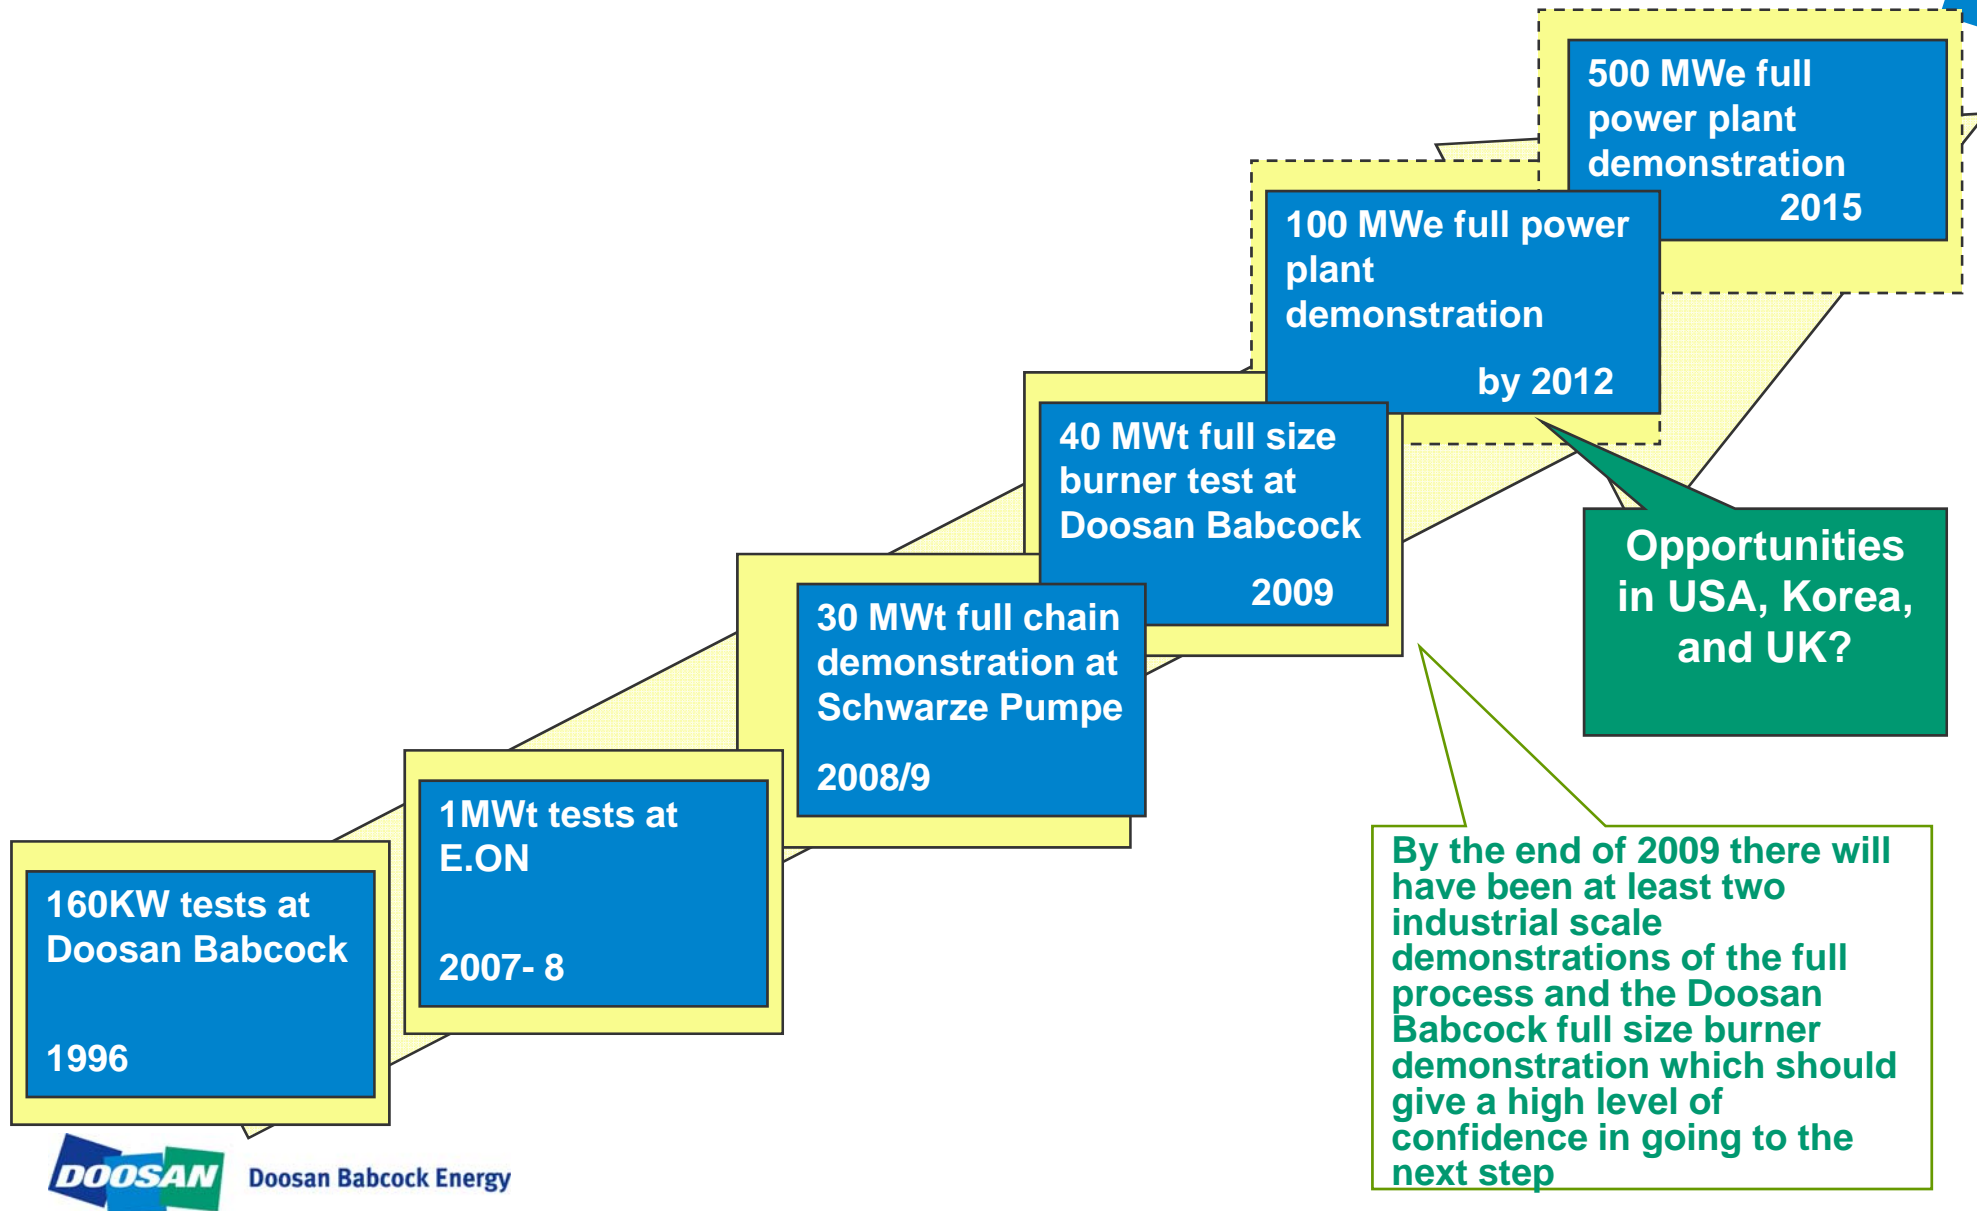 160KW tests at
Doosan Babcock
1996
1MWt tests at
E.ON
2007- 8
30 MWt full chain
demonstration at
Schwarze Pumpe
2008/9
40 MWt full size
burner test at
Doosan Babcock
2009
100 MWe full power
plant
demonstration
by 2012
500 MWe full
power plant
demonstration
2015
Opportunities
in USA, Korea,
and UK?
By the end of 2009 there will
have been at least two
industrial scale
demonstrations of the full
process and the Doosan
Babcock full size burner
demonstration which should
give a high level of
confidence in going to the
next step
DOOSAN
Doosan Babcock Energy